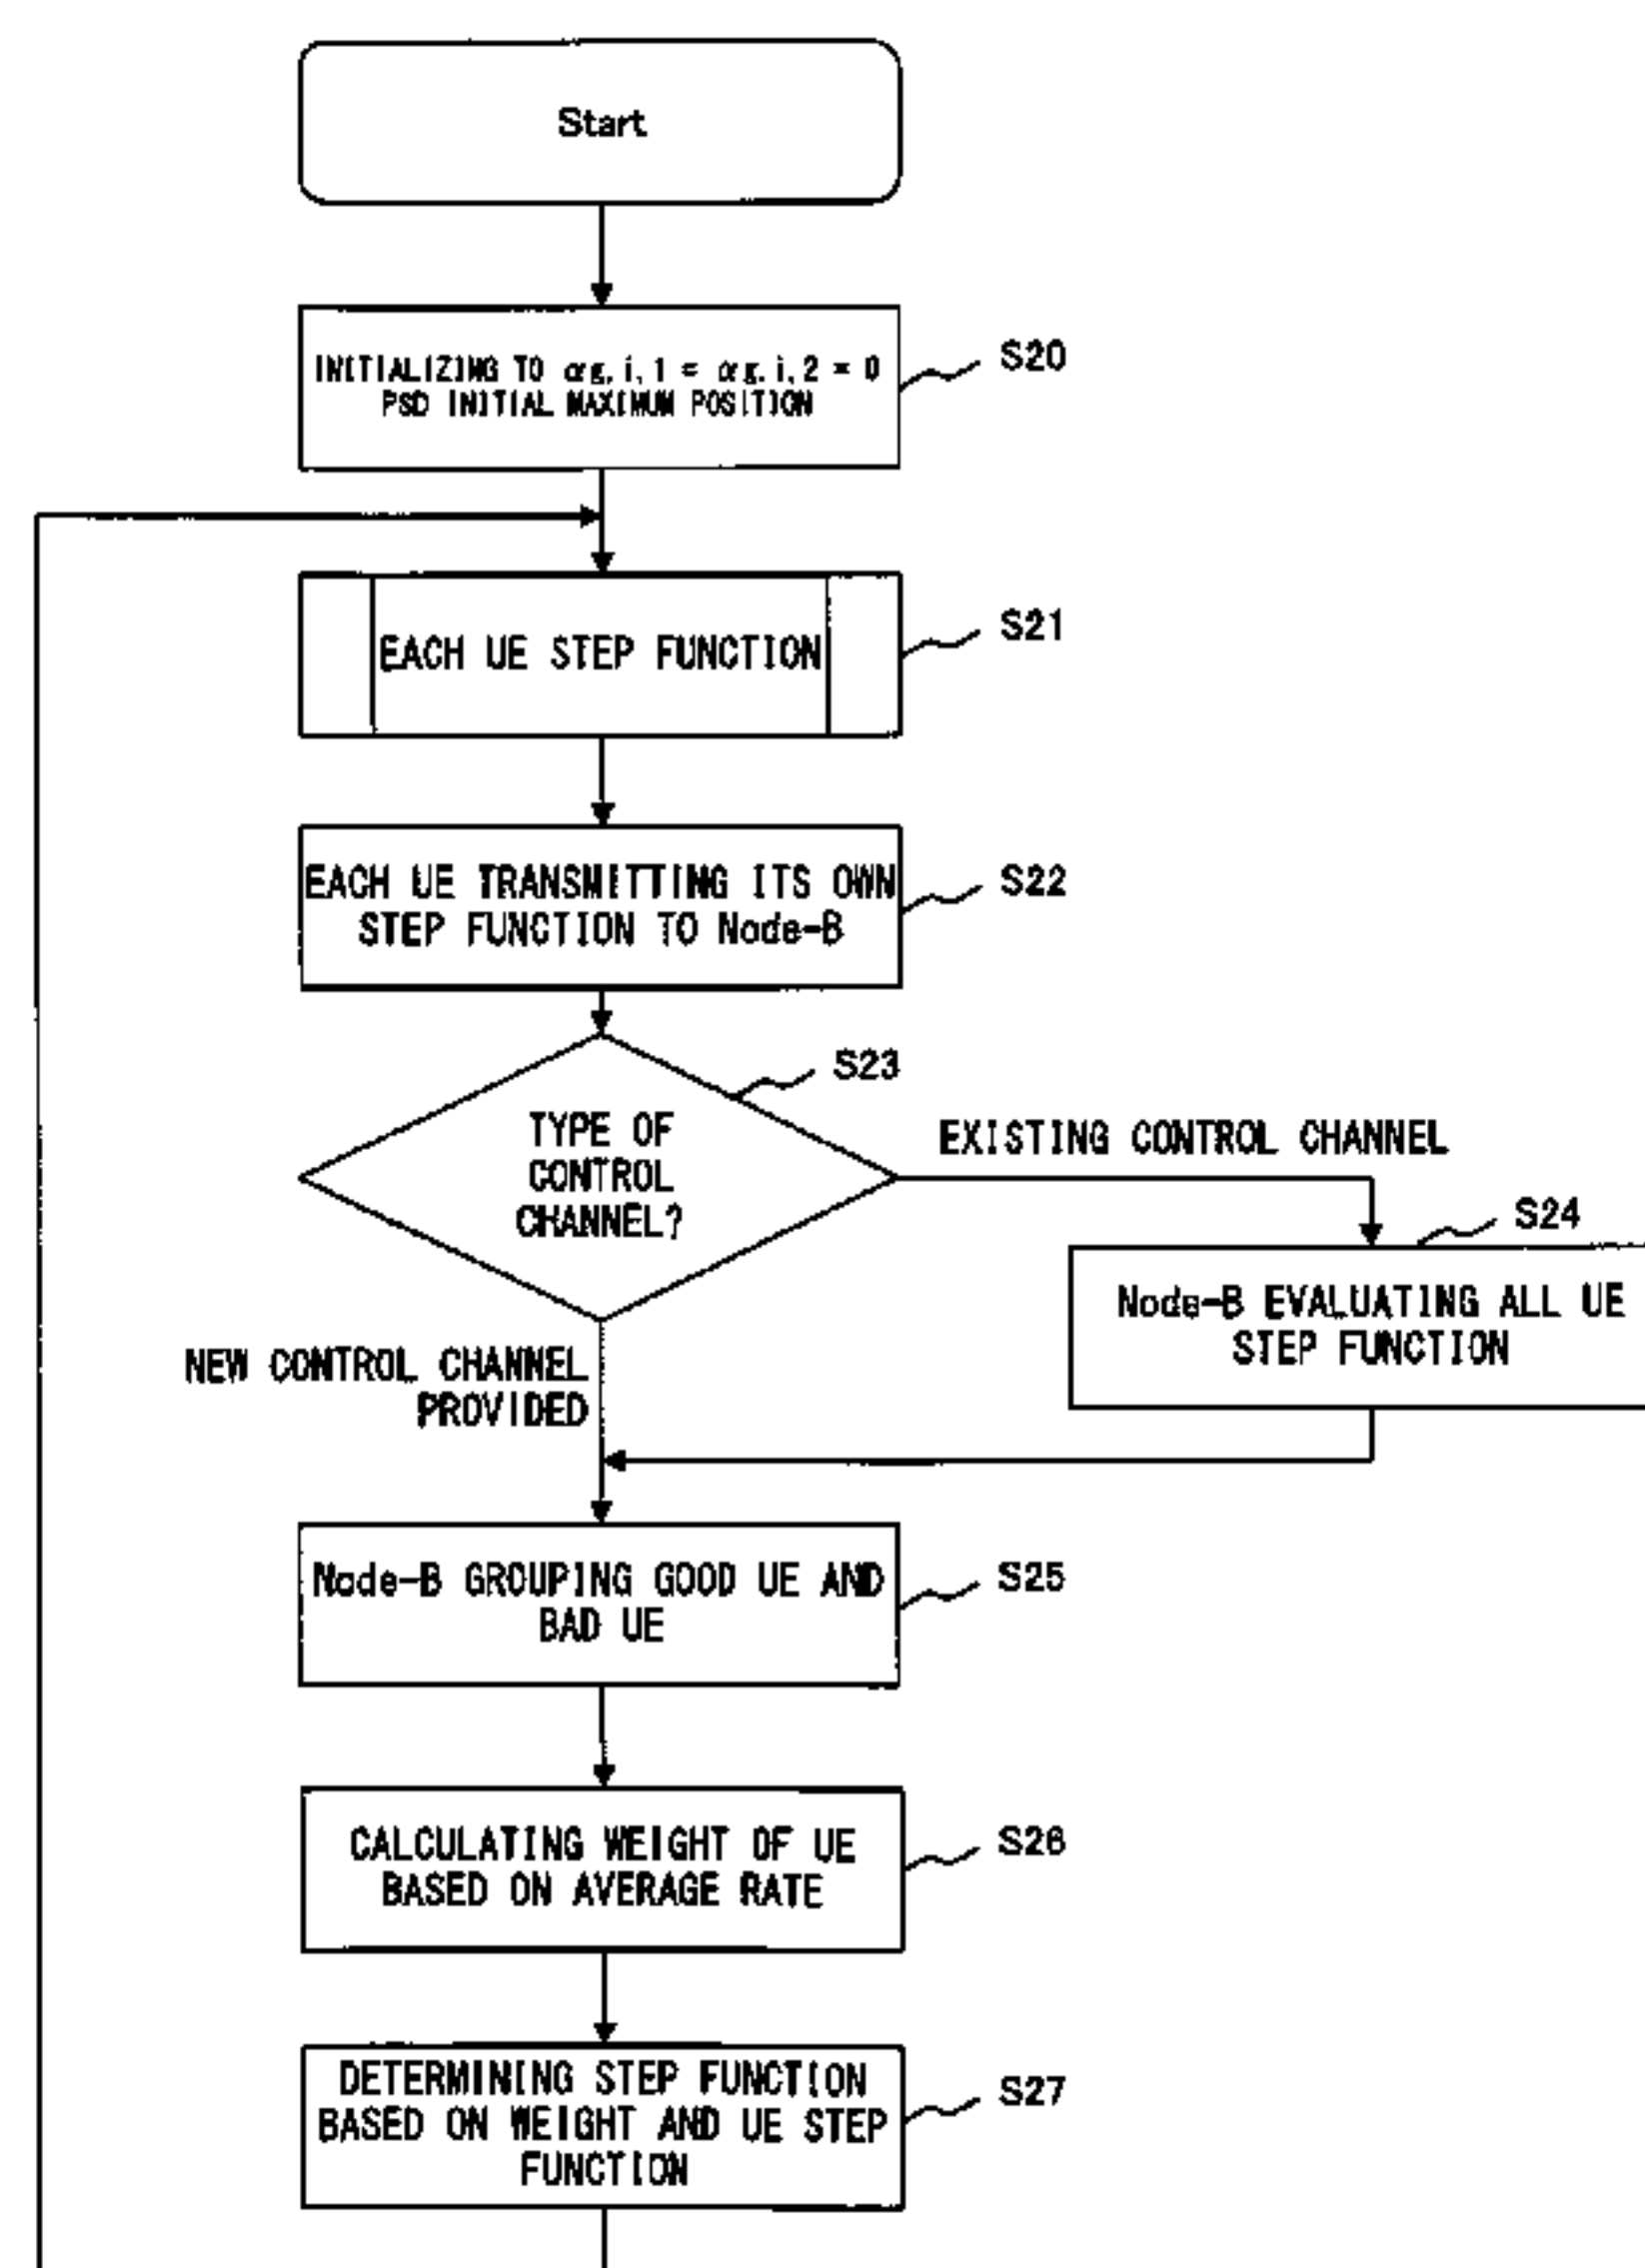 Start
INITIALIZING TO αg,i,1 = αg,i,2 = 0
PSD INITIAL MAXIMUM POSITION
S20
EACH UE STEP FUNCTION
S21
EACH UE TRANSMITTING ITS OWN
STEP FUNCTION TO Node-B
S22
S23
TYPE OF
CONTROL
CHANNEL?
EXISTING CONTROL CHANNEL
S24
Node-B EVALUATING ALL UE
STEP FUNCTION
NEW CONTROL CHANNEL
PROVIDED
Node-B GROUPING GOOD UE AND
BAD UE
S25
CALCULATING WEIGHT OF UE
BASED ON AVERAGE RATE
S26
DETERMINING STEP FUNCTION
BASED ON WEIGHT AND UE STEP
FUNCTION
S27